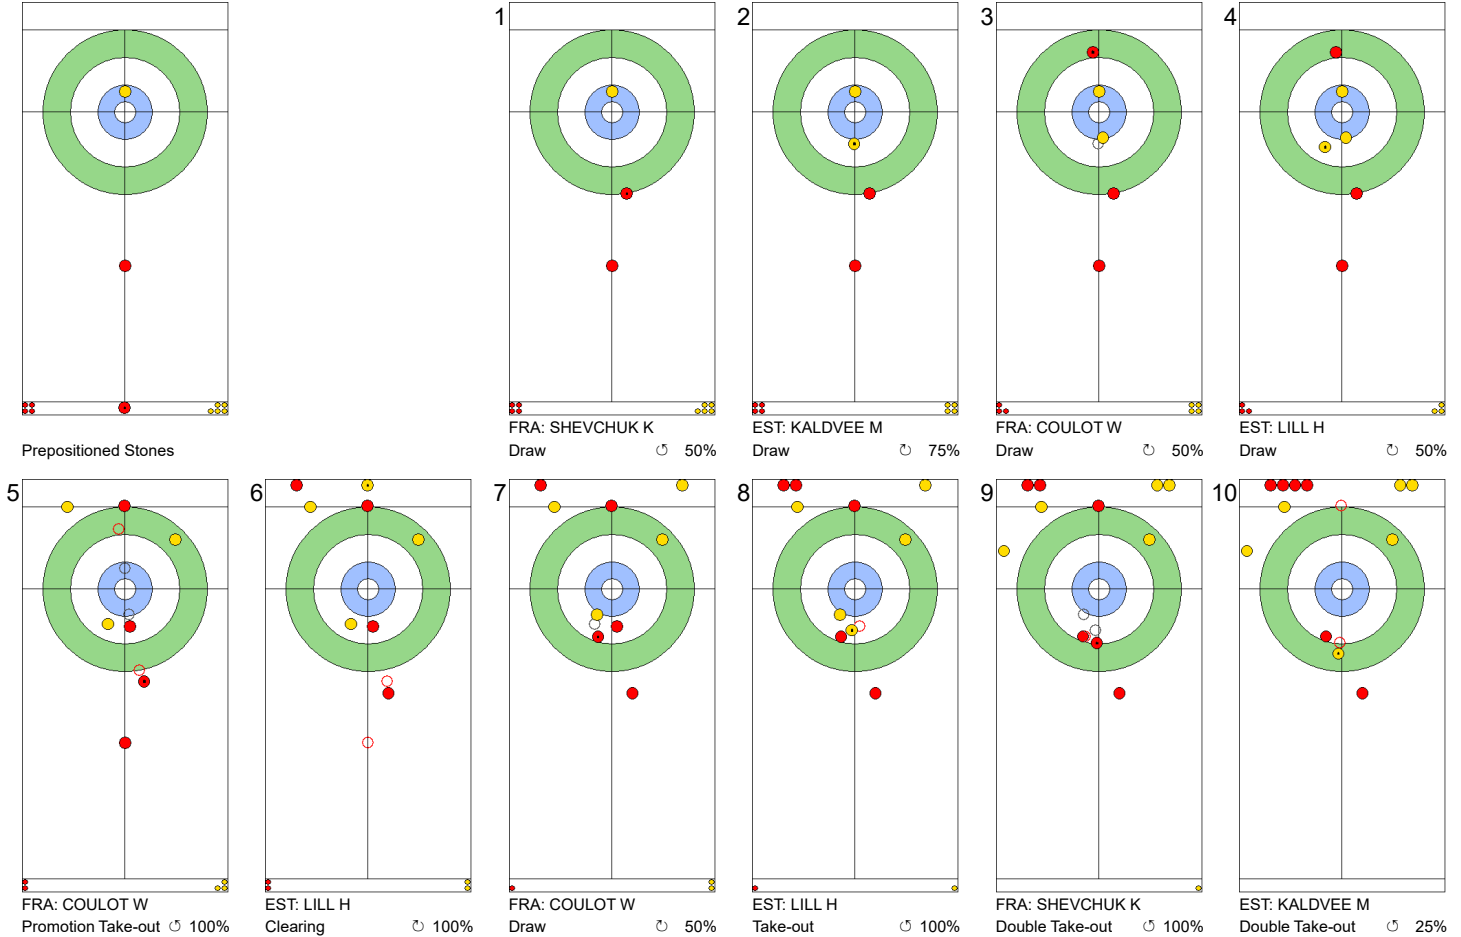 1 2 3 4
Prepositioned Stones
FRA: SHEVCHUK K
Draw ↺ 50%
EST: KALDVEE M
Draw ↻ 75%
FRA: COULOT W
Draw ↻ 50%
EST: LILL H
Draw ↻ 50%
5 6 7 8 9 10
FRA: COULOT W
Promotion Take-out ↺ 100%
EST: LILL H
Clearing ↻ 100%
FRA: COULOT W
Draw ↺ 50%
EST: LILL H
Take-out ↺ 100%
FRA: SHEVCHUK K
Double Take-out ↺ 100%
EST: KALDVEE M
Double Take-out ↺ 25%